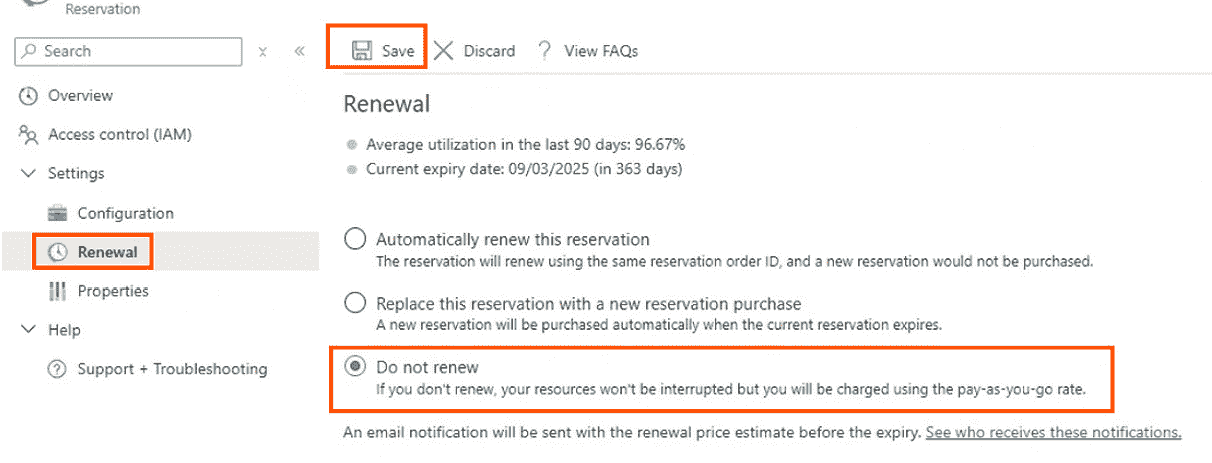 Reservation
Search
Save Discard ? View FAQs
Overview
Access control (IAM)
Settings
Configuration
Renewal
Properties
Help
Support + Troubleshooting
Renewal
Average utilization in the last 90 days: 96.67%
Current expiry date: 09/03/2025 (in 363 days)
Automatically renew this reservation
The reservation will renew using the same reservation order ID, and a new reservation would not be purchased.
Replace this reservation with a new reservation purchase
A new reservation will be purchased automatically when the current reservation expires.
Do not renew
If you don't renew, your resources won't be interrupted but you will be charged using the pay-as-you-go rate.
An email notification will be sent with the renewal price estimate before the expiry. See who receives these notifications.